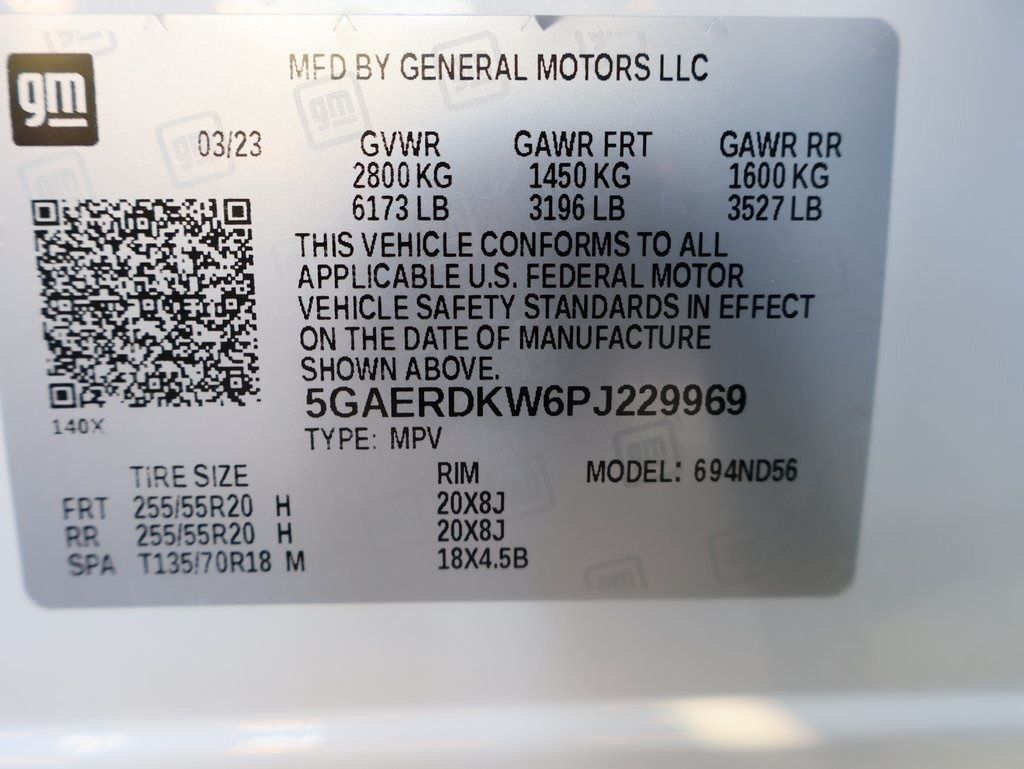 gm
MFD BY GENERAL MOTORS LLC
03/23 GVWR GAWR FRT GAWR RR
2800 KG 1450 KG 1600 KG
6173 LB 3196 LB 3527 LB
THIS VEHICLE CONFORMS TO ALL
APPLICABLE U.S. FEDERAL MOTOR
VEHICLE SAFETY STANDARDS IN EFFECT
ON THE DATE OF MANUFACTURE
SHOWN ABOVE.
5GAERDKW6PJ229969
140X
TYPE: MPV
TIRE SIZE RIM MODEL: 694ND56
FRT 255/55R20 H 20X8J
RR 255/55R20 H 20X8J
SPA T135/70R18 M 18X4.5B